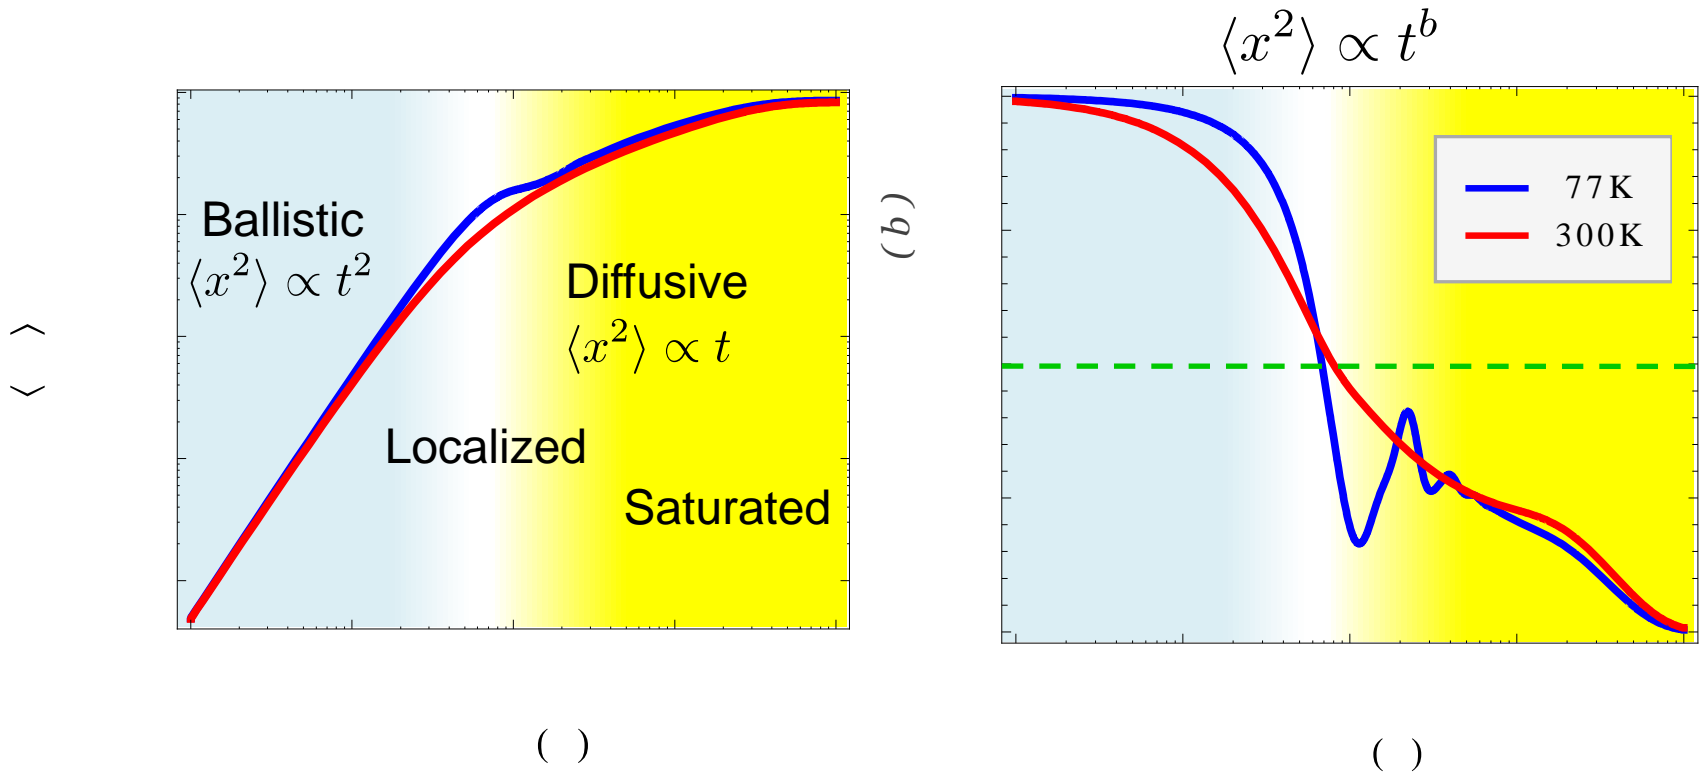 ⟨x²⟩ ∝ t^b
Ballistic
⟨x²⟩ ∝ t²
Diffusive
⟨x²⟩ ∝ t
Localized
Saturated
⟨ ⟩
( )
(b)
77K
300K
( )